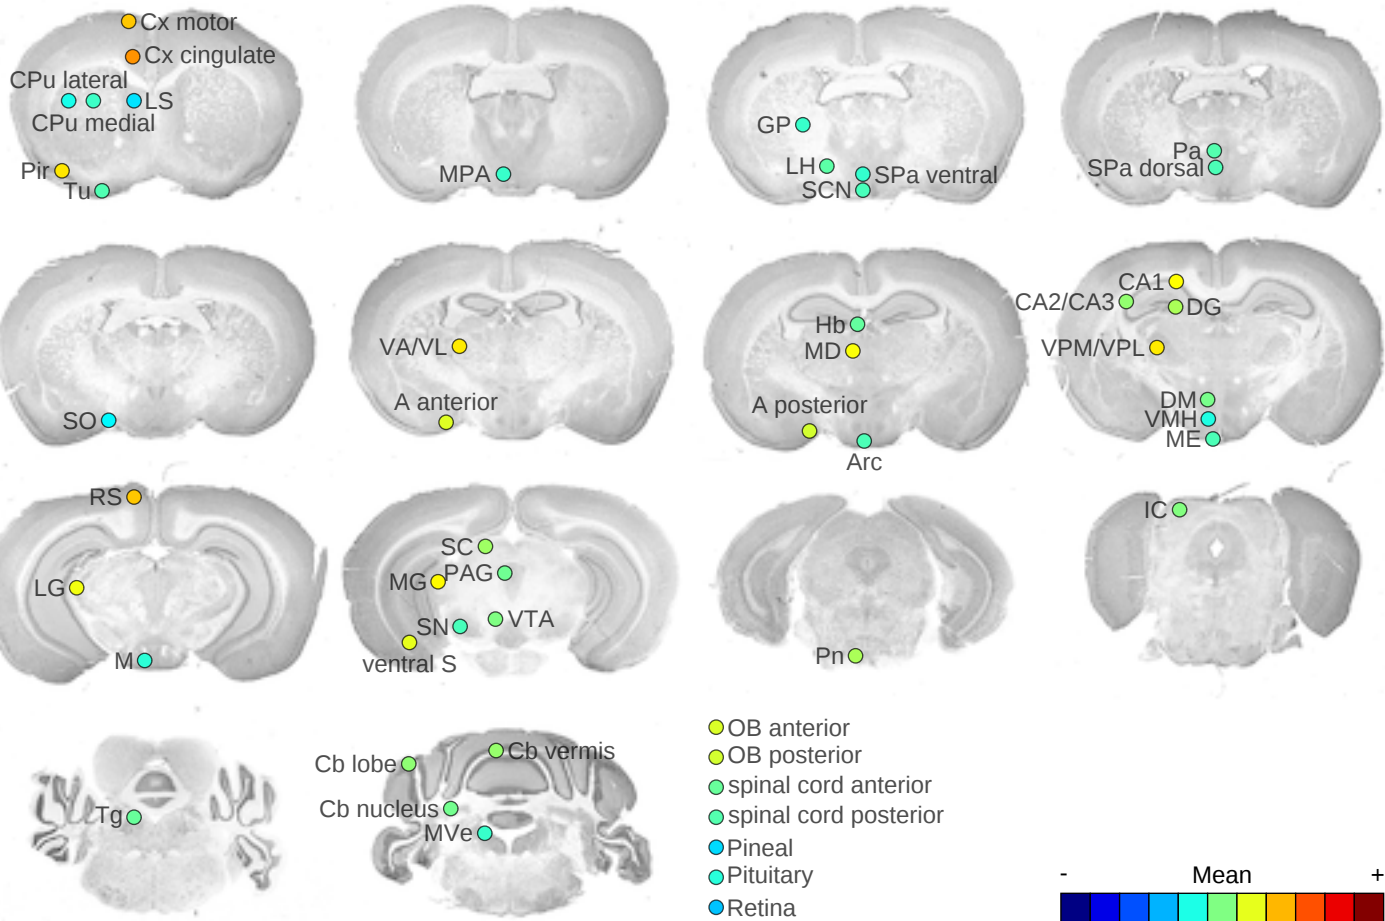 Cx motor
Cx cingulate
CPu lateral
LS
CPu medial
Pir
Tu
MPA
GP
LH
SPa ventral
SCN
Pa
SPa dorsal
SO
VA/VL
A anterior
Hb
MD
A posterior
Arc
CA1
CA2/CA3
DG
VPM/VPL
DM
VMH
ME
RS
LG
M
SC
MG
PAG
SN
VTA
ventral S
Pn
IC
Tg
Cb lobe
Cb vermis
Cb nucleus
MVe
OB anterior
OB posterior
spinal cord anterior
spinal cord posterior
Pineal
Pituitary
Retina
- Mean +